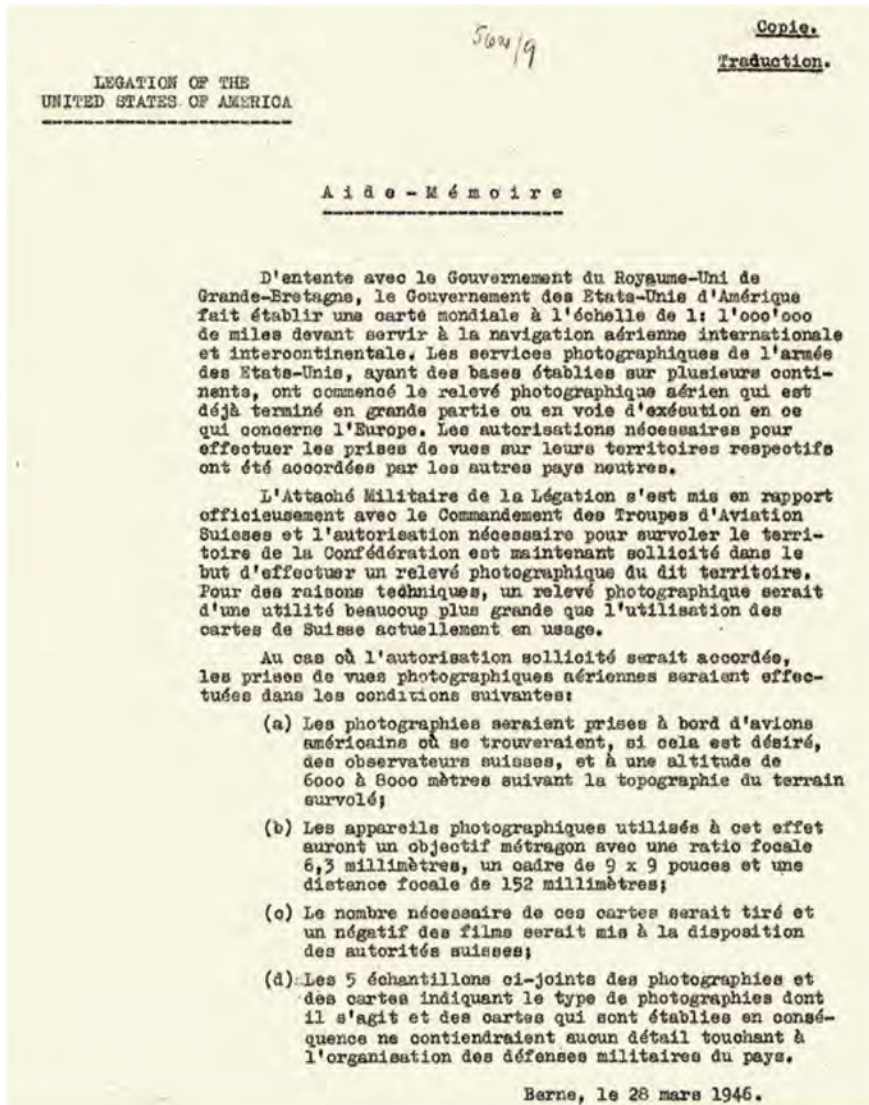 Copie.
Traduction.
LEGATION OF THE
UNITED STATES OF AMERICA
Aide-Mémoire
D'entente avec le Gouvernement du Royaume-Uni de
Grande-Bretagne, le Gouvernement des Etats-Unis d'Amérique
fait établir une carte mondiale à l'échelle de 1: 1'ooo'ooo
de miles devant servir à la navigation aérienne internationale
et intercontinentale. Les services photographiques de l'armée
des Etats-Unis, ayant des bases établies sur plusieurs conti-
nents, ont commencé le relevé photographique aérien qui est
déjà terminé en grande partie ou en voie d'exécution en ce
qui concerne l'Europe. Les autorisations nécessaires pour
effectuer les prises de vues sur leurs territoires respectifs
ont été accordées par les autres pays neutres.
L'Attaché Militaire de la Légation s'est mis en rapport
officieusement avec le Commandement des Troupes d'Aviation
Suisses et l'autorisation nécessaire pour survoler le terri-
toire de la Confédération est maintenant sollicité dans le
but d'effectuer un relevé photographique du dit territoire.
Pour des raisons techniques, un relevé photographique serait
d'une utilité beaucoup plus grande que l'utilisation des
cartes de Suisse actuellement en usage.
Au cas où l'autorisation sollicité serait accordée,
les prises de vues photographiques aériennes seraient effec-
tuées dans les conditions suivantes:
(a) Les photographies seraient prises à bord d'avions
américains où se trouveraient, si cela est désiré,
des observateurs suisses, et à une altitude de
6ooo à 8ooo mètres suivant la topographie du terrain
survolé;
(b) Les appareils photographiques utilisés à cet effet
auront un objectif métragon avec une ratio focale
6,3 millimètres, un cadre de 9 x 9 pouces et une
distance focale de 152 millimètres;
(c) Le nombre nécessaire de ces cartes serait tiré et
un négatif des films serait mis à la disposition
des autorités suisses;
(d) Les 5 échantillons ci-joints des photographies et
des cartes indiquant le type de photographies dont
il s'agit et des cartes qui sont établies en consé-
quence ne contiendraient aucun détail touchant à
l'organisation des défenses militaires du pays.
Berne, le 28 mars 1946.